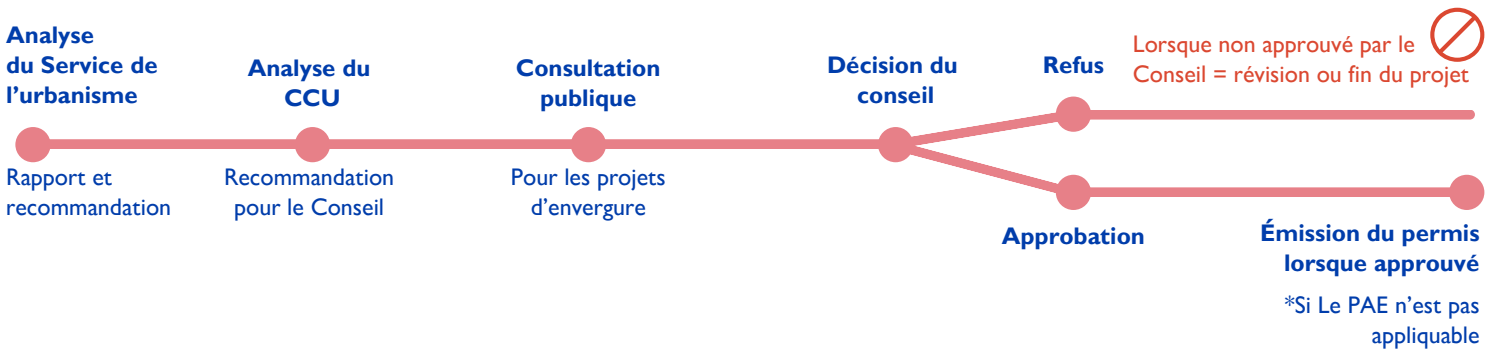 Analyse
du Service de
l’urbanisme
Rapport et
recommandation
Analyse du
CCU
Recommandation
pour le Conseil
Consultation
publique
Pour les projets
d’envergure
Décision du
conseil
Refus
Lorsque non approuvé par le
Conseil = révision ou fin du projet
Approbation
Émission du permis
lorsque approuvé
*Si Le PAE n’est pas
appliquable